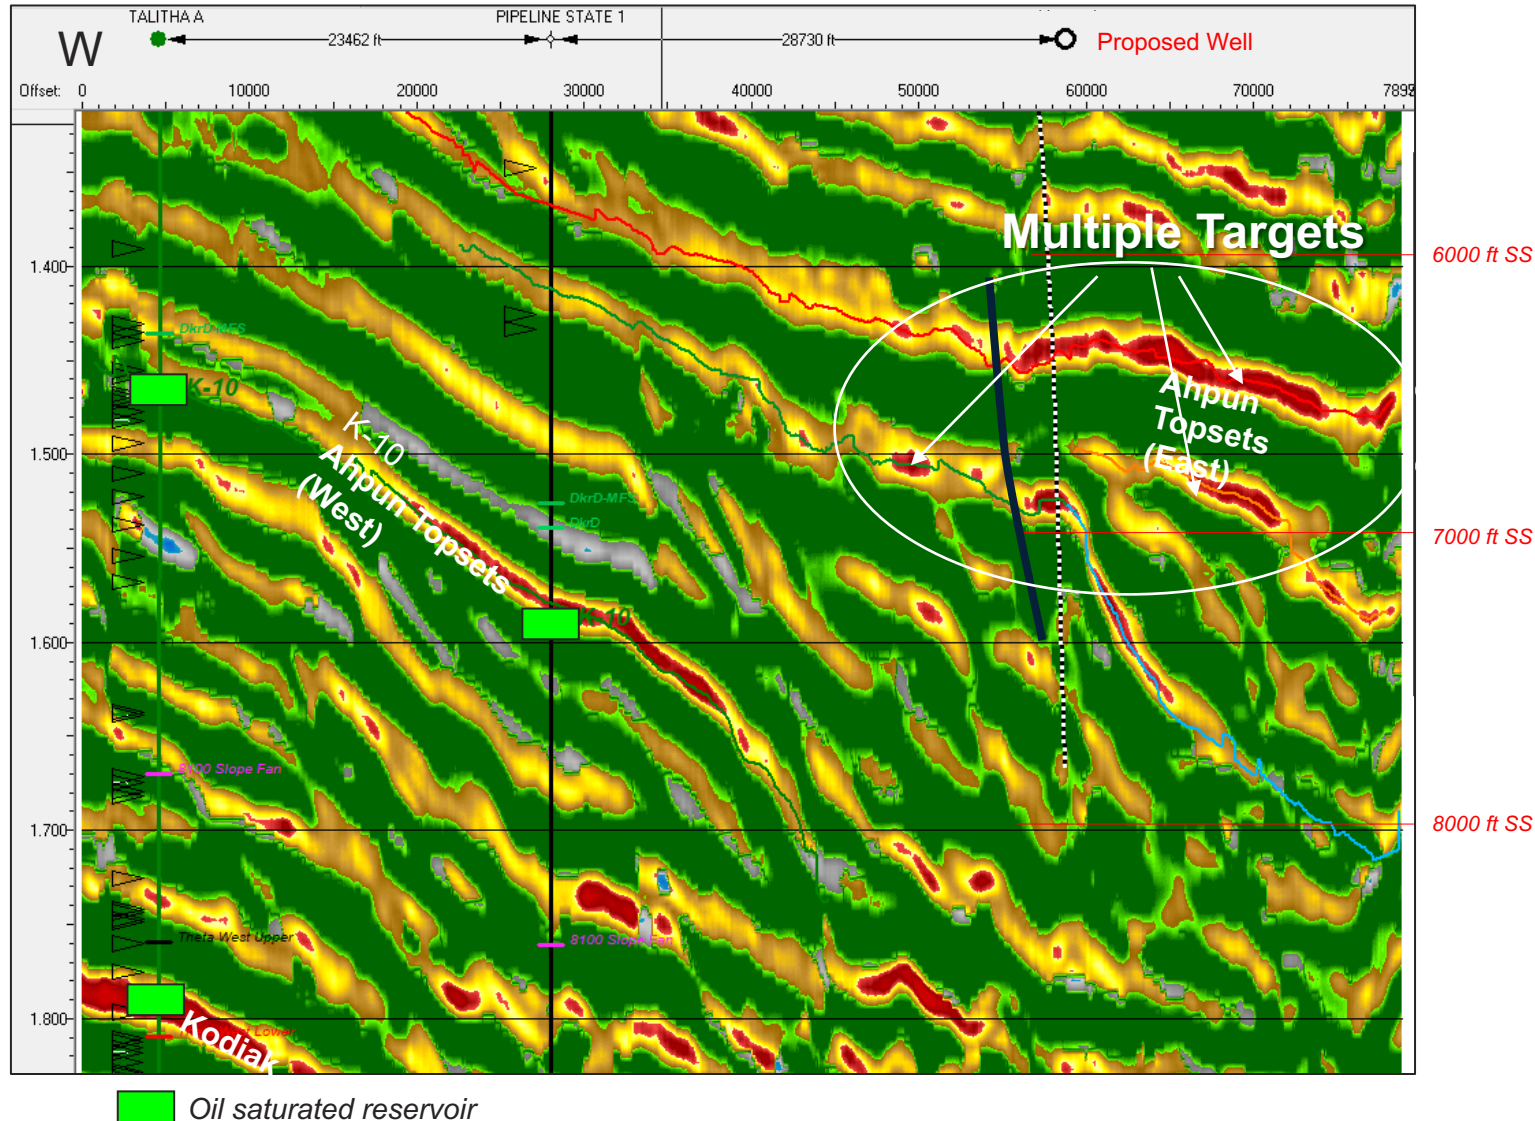 TALITHA A
PIPELINE STATE 1
W
23462 ft
28730 ft
Proposed Well
Offset:
0
10000
20000
30000
40000
50000
60000
70000
Multiple Targets
6000 ft SS
1.400
DkrD-MFS
K-10
K-10
Ahpun Topsets
(West)
Ahpun
Topsets
(East)
1.500
DkrD-MFS
DkrD
7000 ft SS
K-10
1.600
8100 Slope Fan
1.700
8000 ft SS
Theta West Upper
8100 Slope Fan
1.800
Lower
Kodiak
Oil saturated reservoir